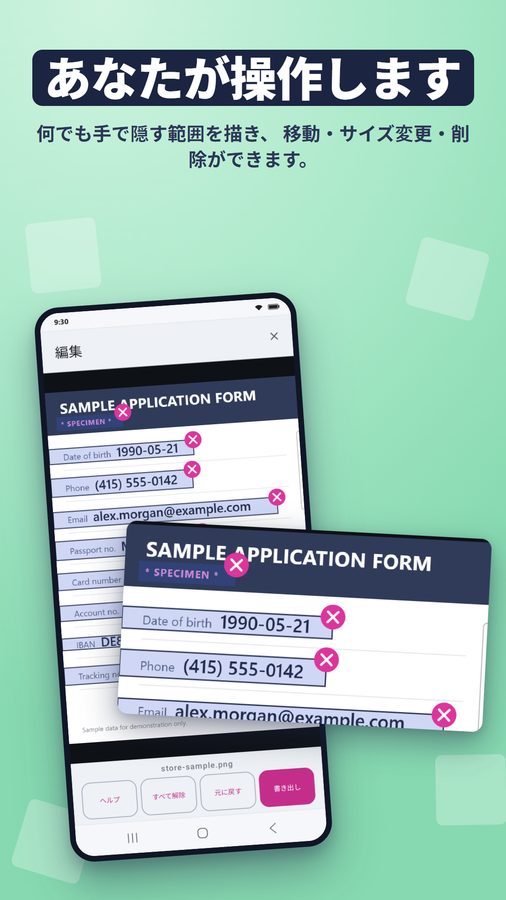 あなたが操作します
何でも手で隠す範囲を描き、 移動・サイズ変更・削
除ができます。
9:30
編集
SAMPLE APPLICATION FORM
* SPECIMEN *
Date of birth 1990-05-21
Phone (415) 555-0142
Email alex.morgan@example.com
Passport no.
Card number
Account no.
IBAN DE8
Tracking
Sample data for demonstration only.
SAMPLE APPLICATION FORM
* SPECIMEN *
Date of birth 1990-05-21
Phone (415) 555-0142
Email alex.morgan@example.com
store-sample.png
ヘルプ
すべて解除
元に戻す
書き出し